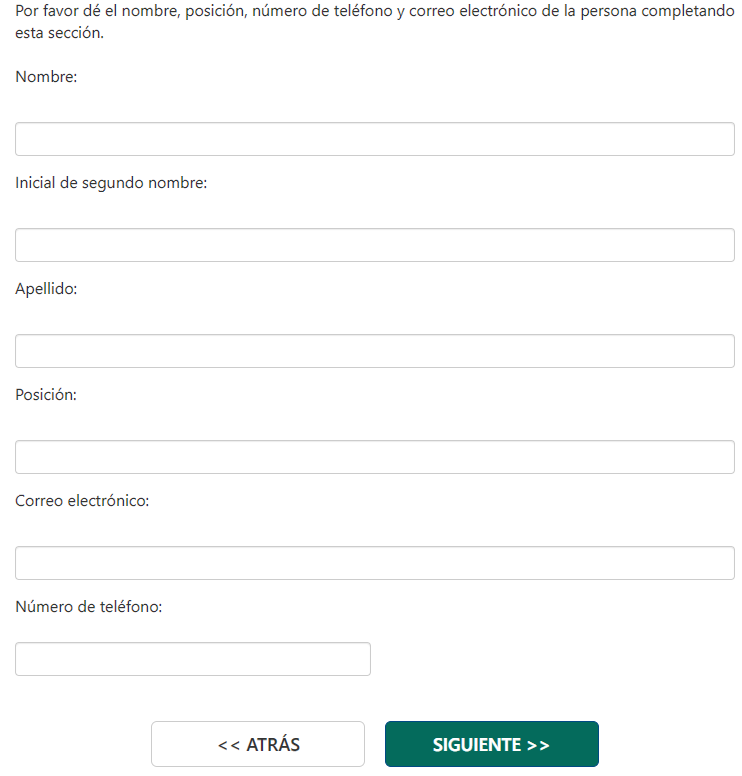 Por favor dé el nombre, posición, número de teléfono y correo electrónico de la persona completando
esta sección.
Nombre:
Inicial de segundo nombre:
Apellido:
Posición:
Correo electrónico:
Número de teléfono:
<< ATRÁS
SIGUIENTE >>